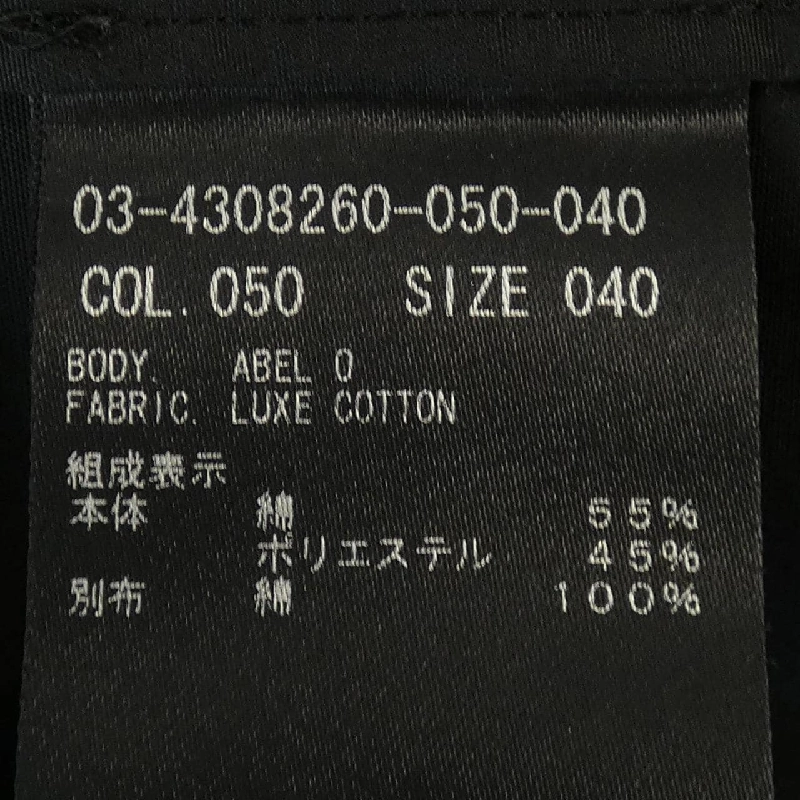 03-4308260-050-040
COL. 050 SIZE 040
BODY. ABEL O
FABRIC. LUXE COTTON
組成表示
本体 綿 55%
ポリエステル 45%
別布 綿 100%